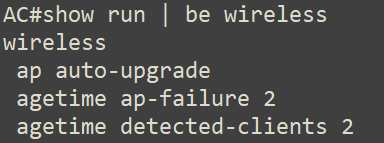 AC#show run | be wireless
wireless
 ap auto-upgrade
 agetime ap-failure 2
 agetime detected-clients 2